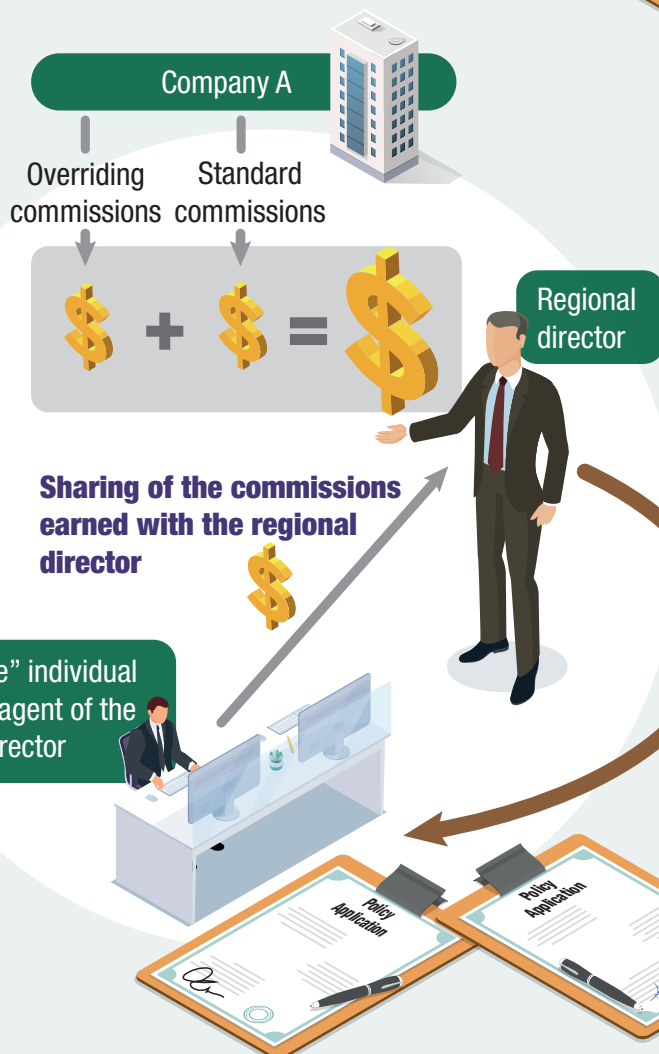 Company A
Overriding
commissions
Standard
commissions
Regional
director
Sharing of the commissions
earned with the regional
director
e” individual
agent of the
rector
Policy
Application
Policy
Application